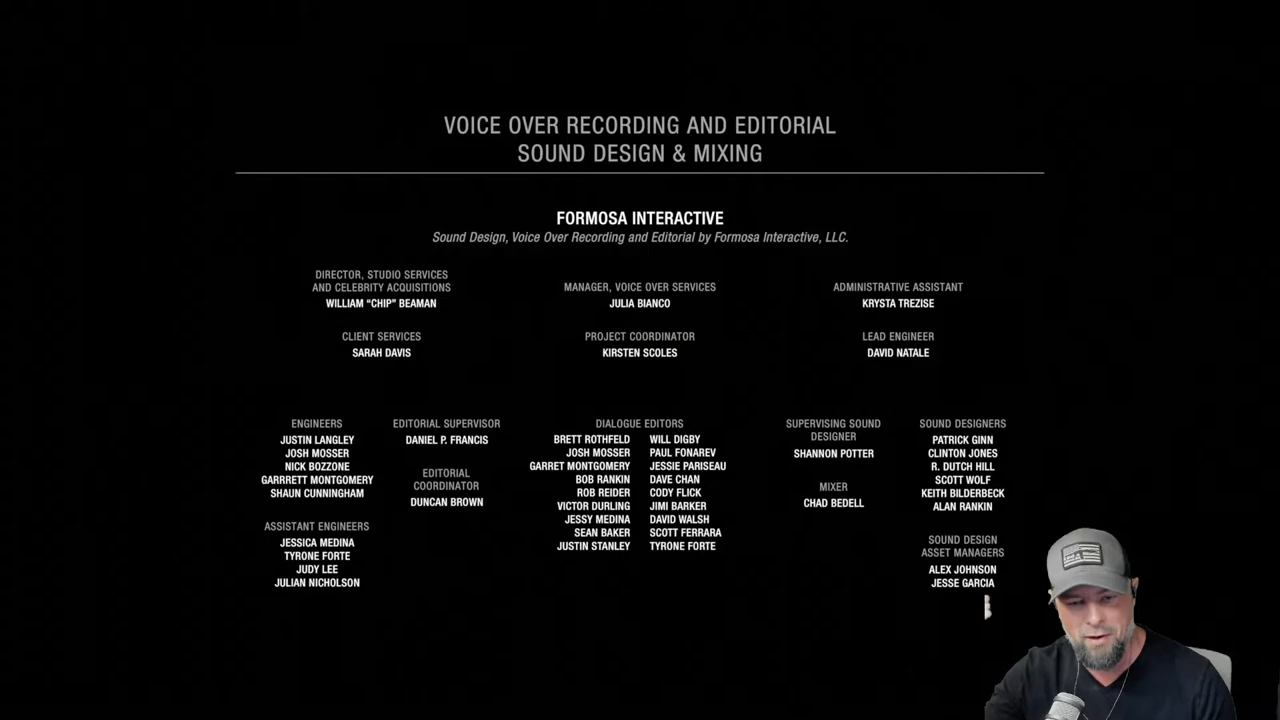 VOICE OVER RECORDING AND EDITORIAL
SOUND DESIGN & MIXING
FORMOSA INTERACTIVE
Sound Design, Voice Over Recording and Editorial by Formosa Interactive, LLC.
DIRECTOR, STUDIO SERVICES
AND CELEBRITY ACQUISITIONS
WILLIAM “CHIP” BEAMAN
MANAGER, VOICE OVER SERVICES
JULIA BIANCO
ADMINISTRATIVE ASSISTANT
KRYSTA TREZISE
CLIENT SERVICES
SARAH DAVIS
PROJECT COORDINATOR
KIRSTEN SCOLES
LEAD ENGINEER
DAVID NATALE
ENGINEERS
JUSTIN LANGLEY
JOSH MOSSER
NICK BOZZONE
GARRRETT MONTGOMERY
SHAUN CUNNINGHAM
ASSISTANT ENGINEERS
JESSICA MEDINA
TYRONE FORTE
JUDY LEE
JULIAN NICHOLSON
EDITORIAL SUPERVISOR
DANIEL P. FRANCIS
EDITORIAL
COORDINATOR
DUNCAN BROWN
DIALOGUE EDITORS
BRETT ROTHFELD
JOSH MOSSER
GARRET MONTGOMERY
BOB RANKIN
ROB REIDER
VICTOR DURLING
JESSY MEDINA
SEAN BAKER
JUSTIN STANLEY
WILL DIGBY
PAUL FONAREV
JESSIE PARISEAU
DAVE CHAN
CODY FLICK
JIMI BARKER
DAVID WALSH
SCOTT FERRARA
TYRONE FORTE
SUPERVISING SOUND
DESIGNER
SHANNON POTTER
MIXER
CHAD BEDELL
SOUND DESIGNERS
PATRICK GINN
CLINTON JONES
R. DUTCH HILL
SCOTT WOLF
KEITH BILDERBECK
ALAN RANKIN
SOUND DESIGN
ASSET MANAGERS
ALEX JOHNSON
JESSE GARCIA